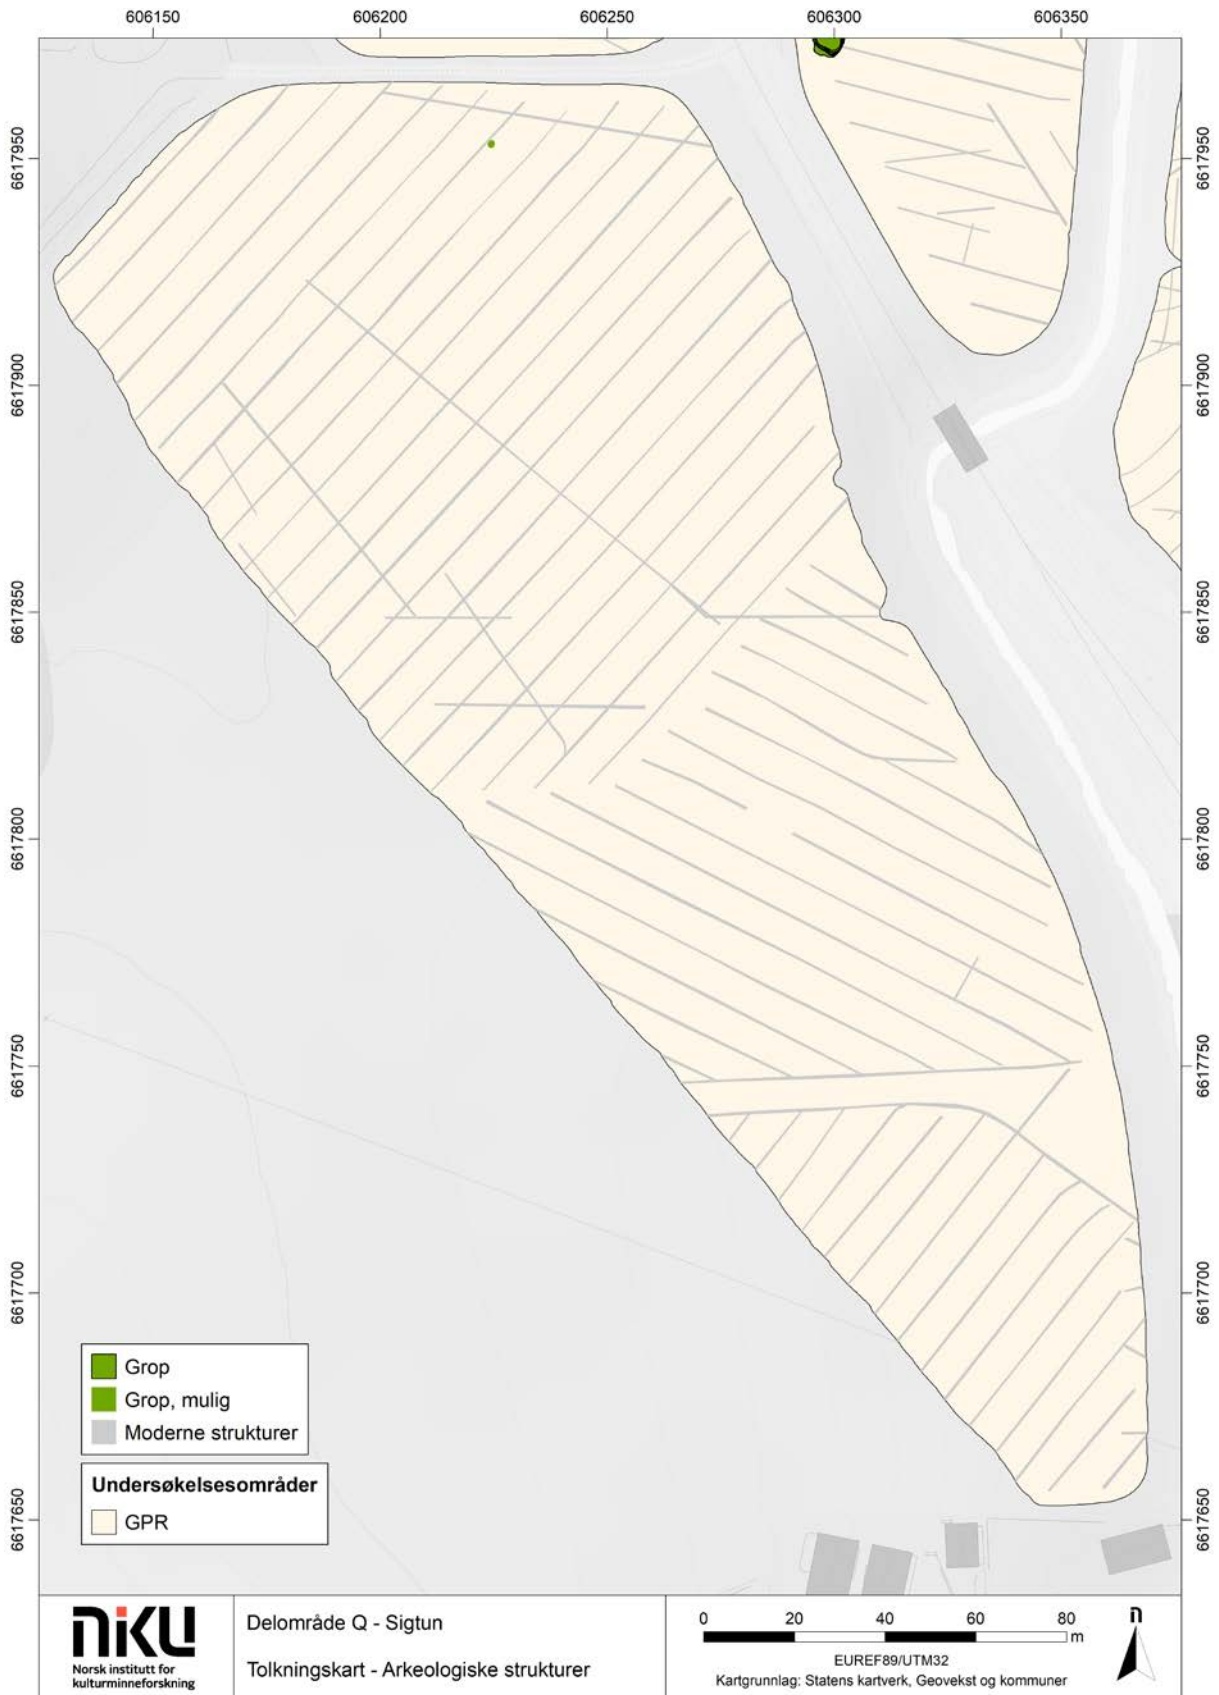 606150 606200 606250 606300 606350
6617950 6617950
6617900 6617900
6617850 6617850
6617800 6617800
6617750 6617750
6617700 6617700
6617650 6617650
Grop
Grop, mulig
Moderne strukturer
Undersøkelsesområder
GPR
niku
Norsk institutt for
kulturminneforskning
Delområde Q - Sigtun
Tolkningskart - Arkeologiske strukturer
0 20 40 60 80
m
EUREF89/UTM32
Kartgrunnlag: Statens kartverk, Geovekst og kommuner
n